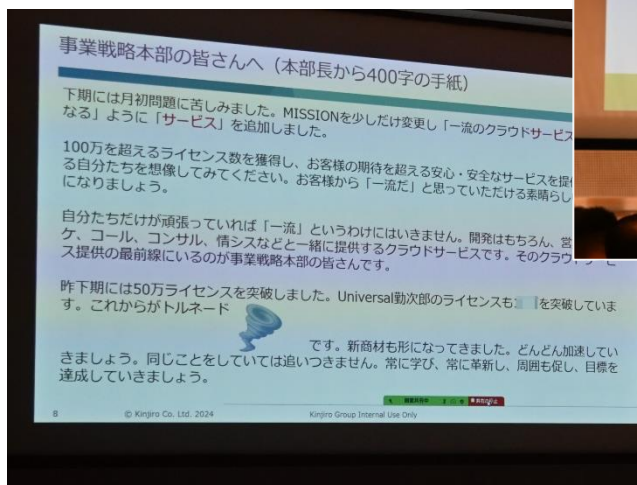 事業戦略本部の皆さんへ（本部長から400字の手紙）
下期には月初問題に苦しみました。MISSIONを少しだけ変更し「一流のクラウドサービス
なる」ように「サービス」を追加しました。
100万を超えるライセンス数を獲得し、お客様の期待を超える安心・安全なサービスを提
る自分たちを想像してみてください。お客様から「一流だ」と思っていただける素晴らし
になりましょう。
自分たちだけが頑張っていれば「一流」というわけにはいきません。開発はもちろん、営
ケ、コール、コンサル、情シスなどと一緒に提供するクラウドサービスです。そのクラウドサービ
ス提供の最前線にいるのが事業戦略本部の皆さんです。
昨下期には50万ライセンスを突破しました。Universal勤次郎のライセンスも を突破していま
す。これからがトルネード
です。新商材も形になってきました。どんどん加速してい
きましょう。同じことをしていては追いつきません。常に学び、常に革新し、周囲も促し、目標を
達成していきましょう。
8 © Kinjiro Co. Ltd. 2024 Kinjiro Group Internal Use Only